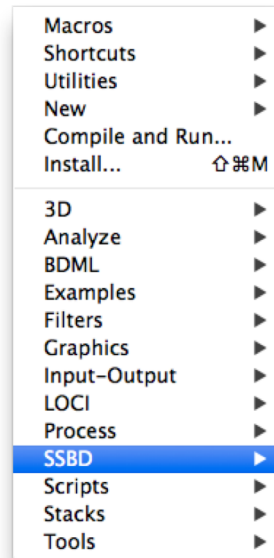 Macros ▶
Shortcuts ▶
Utilities ▶
New ▶
Compile and Run...
Install... ⇧⌘M
3D ▶
Analyze ▶
BDML ▶
Examples ▶
Filters ▶
Graphics ▶
Input-Output ▶
LOCI ▶
Process ▶
SSBD ▶
Scripts ▶
Stacks ▶
Tools ▶